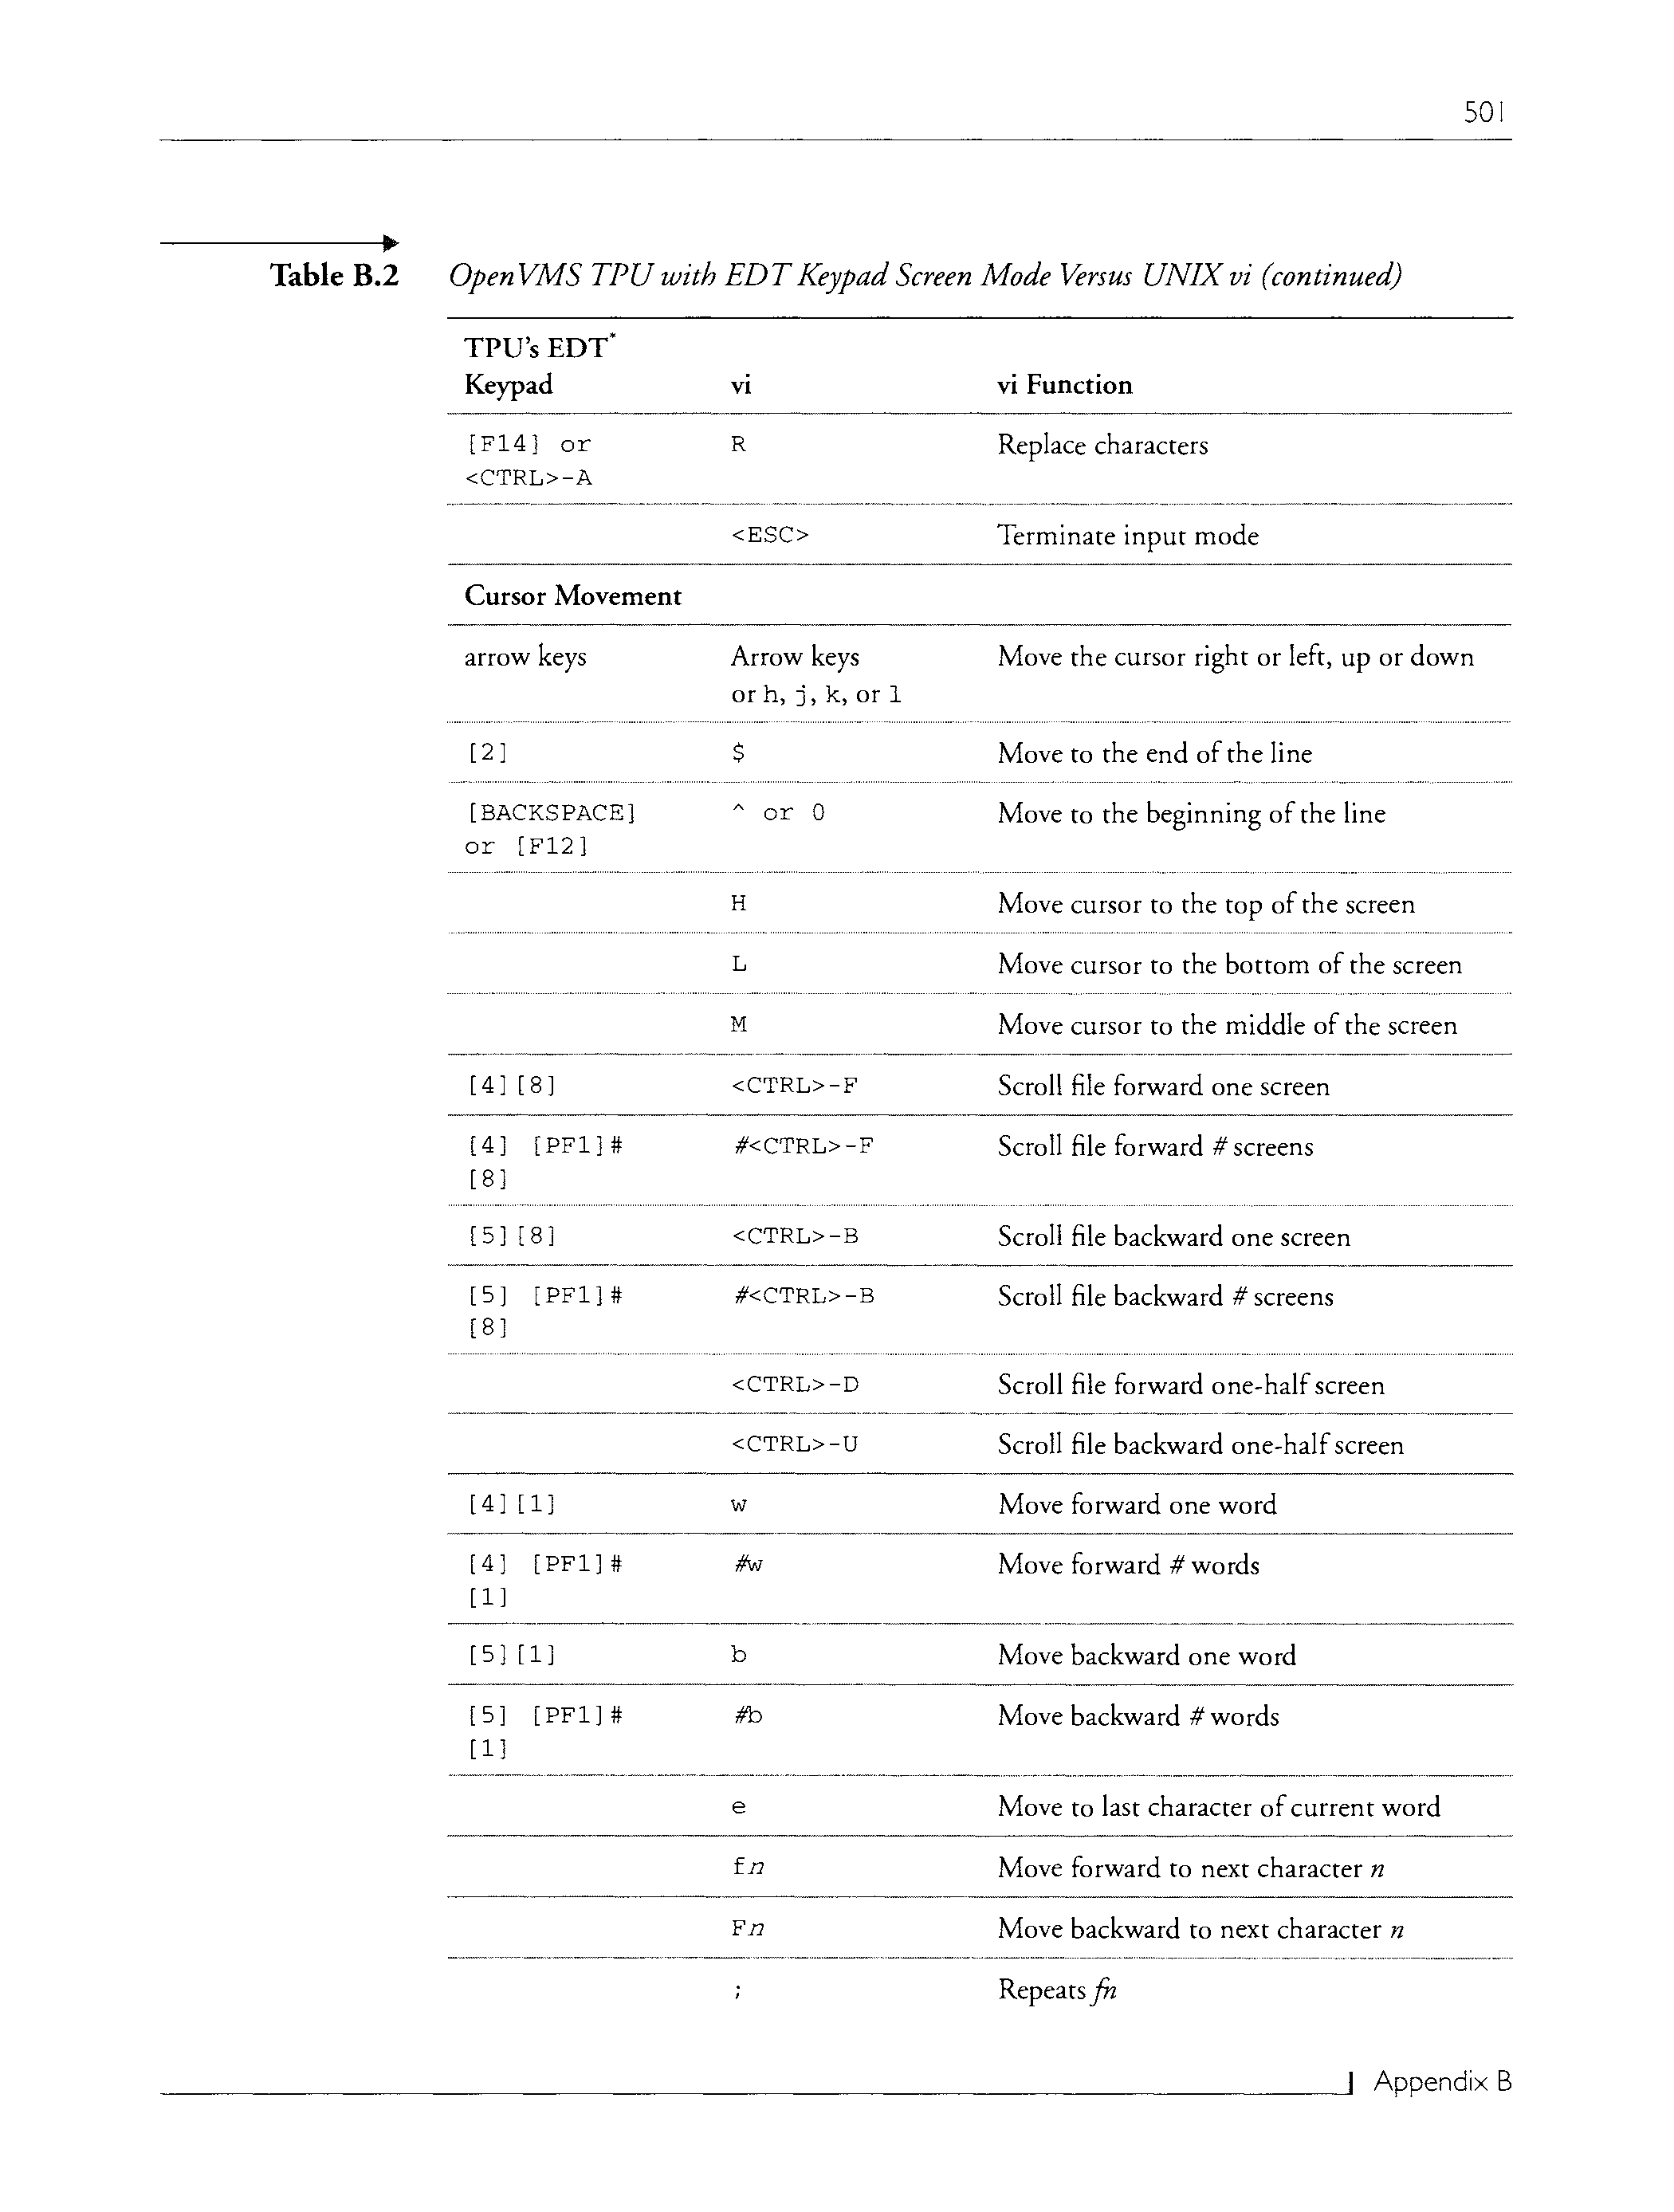 501
Table B.2 OpenVMS TPU with EDT Keypad Screen Mode Versus UNIX vi (continued)
TPU's EDT*
Keypad vi vi Function
[F14] or R Replace characters
<CTRL>-A
<ESC> Terminate input mode
Cursor Movement
arrow keys Arrow keys Move the cursor right or left, up or down
or h, j, k, or l
[2] $ Move to the end of the line
[BACKSPACE] ^ or 0 Move to the beginning of the line
or [F12]
H Move cursor to the top of the screen
L Move cursor to the bottom of the screen
M Move cursor to the middle of the screen
[4][8] <CTRL>-F Scroll file forward one screen
[4] [PF1]# #<CTRL>-F Scroll file forward # screens
[8]
[5][8] <CTRL>-B Scroll file backward one screen
[5] [PF1]# #<CTRL>-B Scroll file backward # screens
[8]
<CTRL>-D Scroll file forward one-half screen
<CTRL>-U Scroll file backward one-half screen
[4][1] w Move forward one word
[4] [PF1]# #w Move forward # words
[1]
[5][1] b Move backward one word
[5] [PF1]# #b Move backward # words
[1]
e Move to last character of current word
fn Move forward to next character n
Fn Move backward to next character n
; Repeats fn
Appendix B